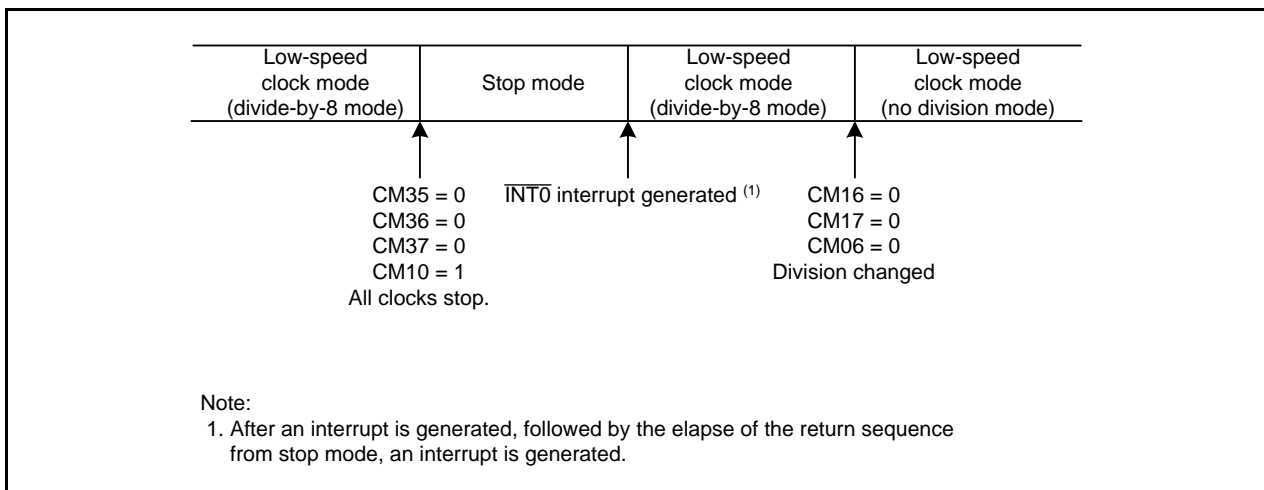 Low-speed
clock mode
(divide-by-8 mode)
Stop mode
Low-speed
clock mode
(divide-by-8 mode)
Low-speed
clock mode
(no division mode)
CM35 = 0
CM36 = 0
CM37 = 0
CM10 = 1
All clocks stop.
INT0 interrupt generated (1)
CM16 = 0
CM17 = 0
CM06 = 0
Division changed
Note:
1. After an interrupt is generated, followed by the elapse of the return sequence
from stop mode, an interrupt is generated.